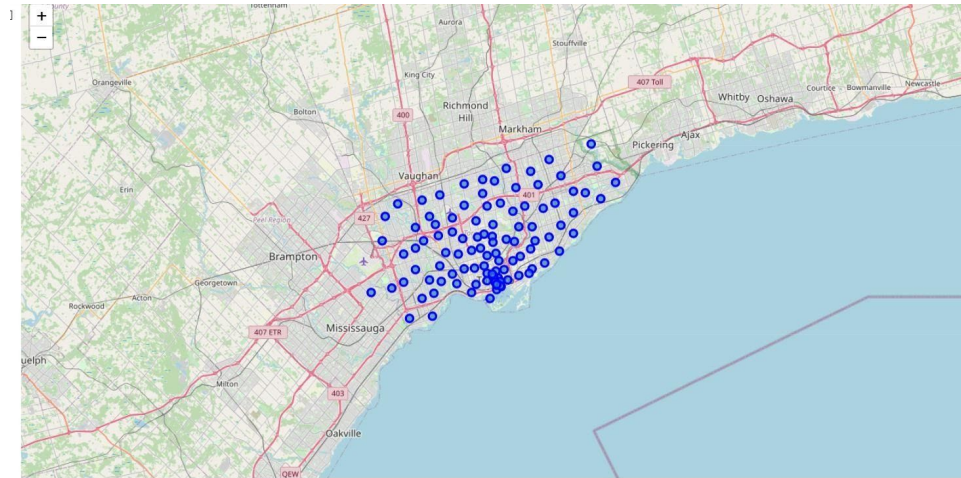 +
−
Tottenham
Aurora
Stouffville
Orangeville
King City
407 Toll
Newcastle
Courtice
Bowmanville
Whitby
Oshawa
Bolton
400
Richmond
Hill
Markham
Ajax
Pickering
Vaughan
Erin
401
427
Peel Region
Brampton
Georgetown
Acton
Rockwood
Mississauga
407 ETR
uelph
Milton
403
Oakville
QEW